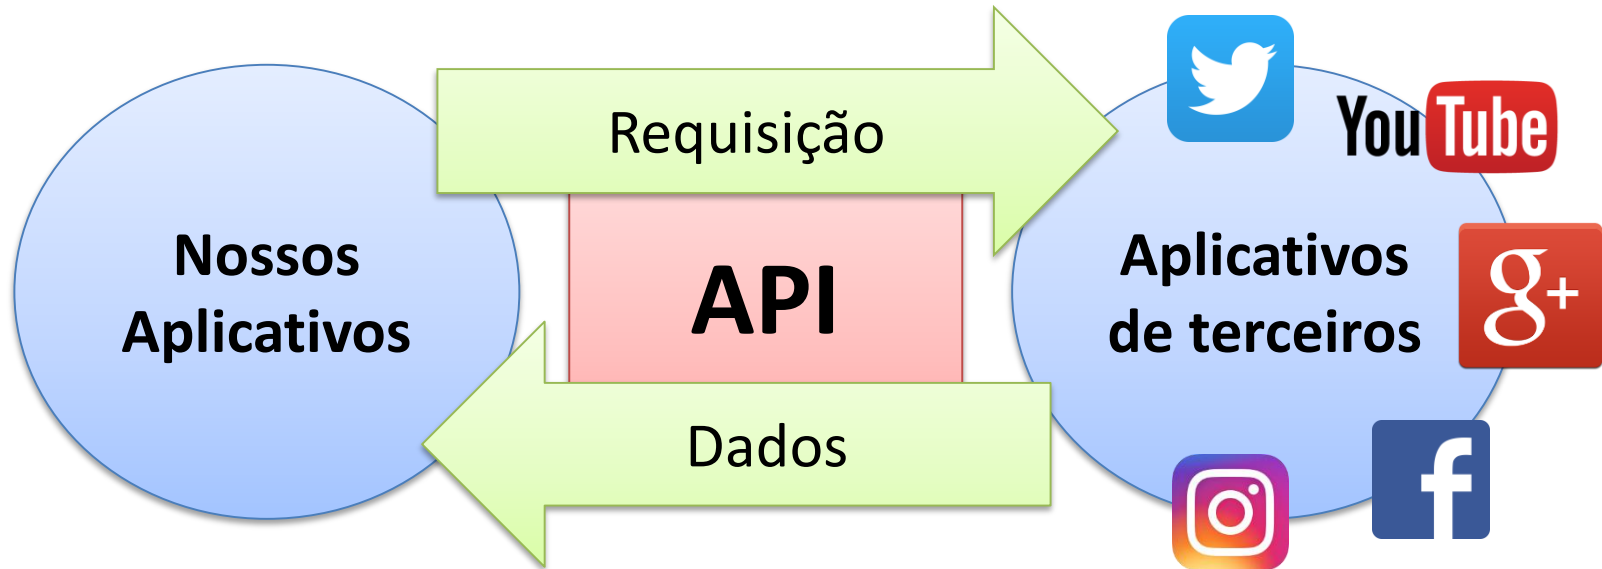 Requisição
YouTube
Nossos
Aplicativos
API
Aplicativos
de terceiros
g+
Dados
f